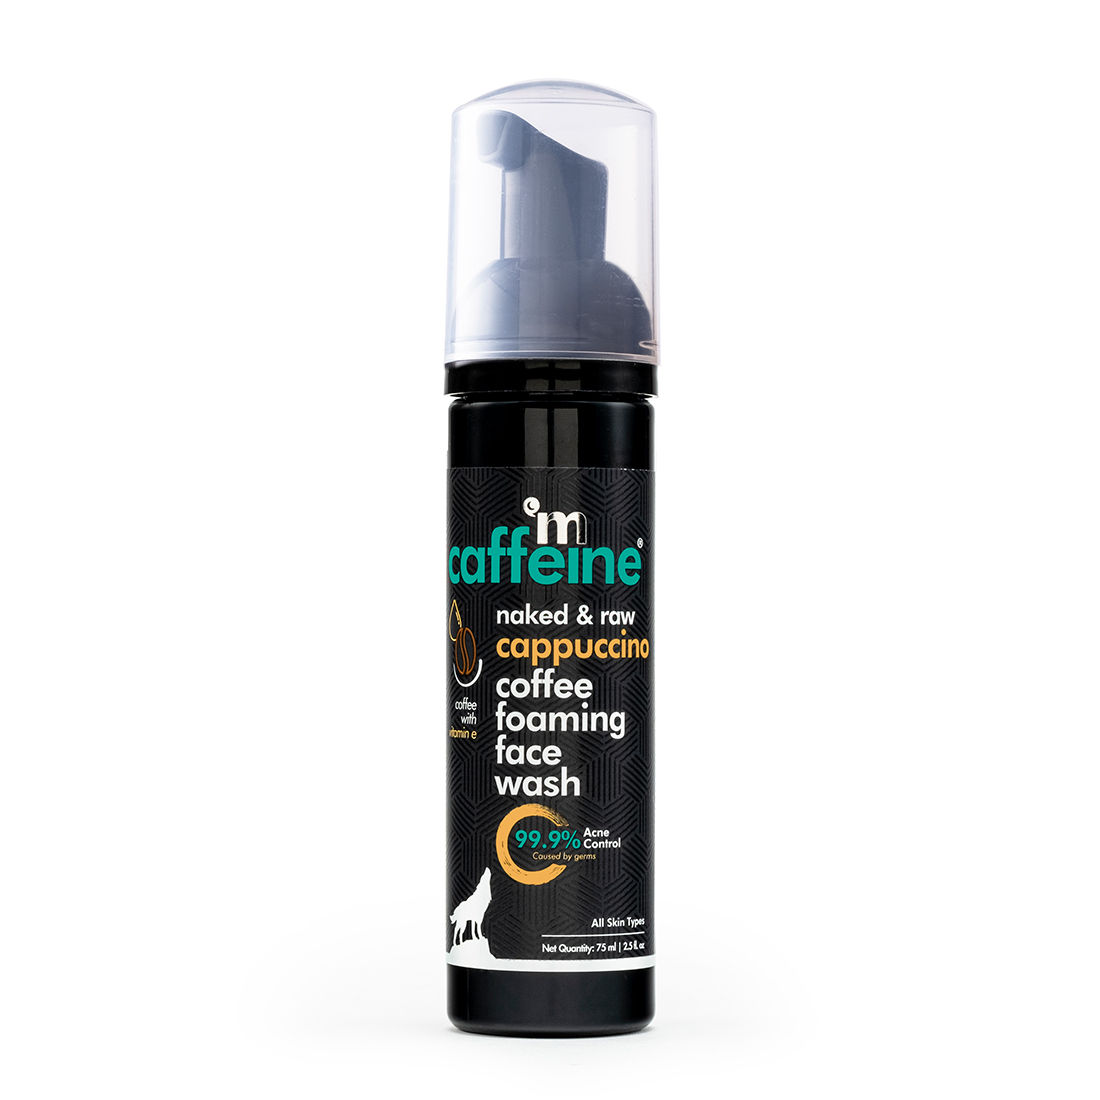 'm
caffeine®
naked & raw
cappuccino
coffee
foaming
face
wash
coffee
with
vitamin e
99.9% Acne
Control
Caused by germs
All Skin Types
Net Quantity: 75 ml | 2.5 fl. oz